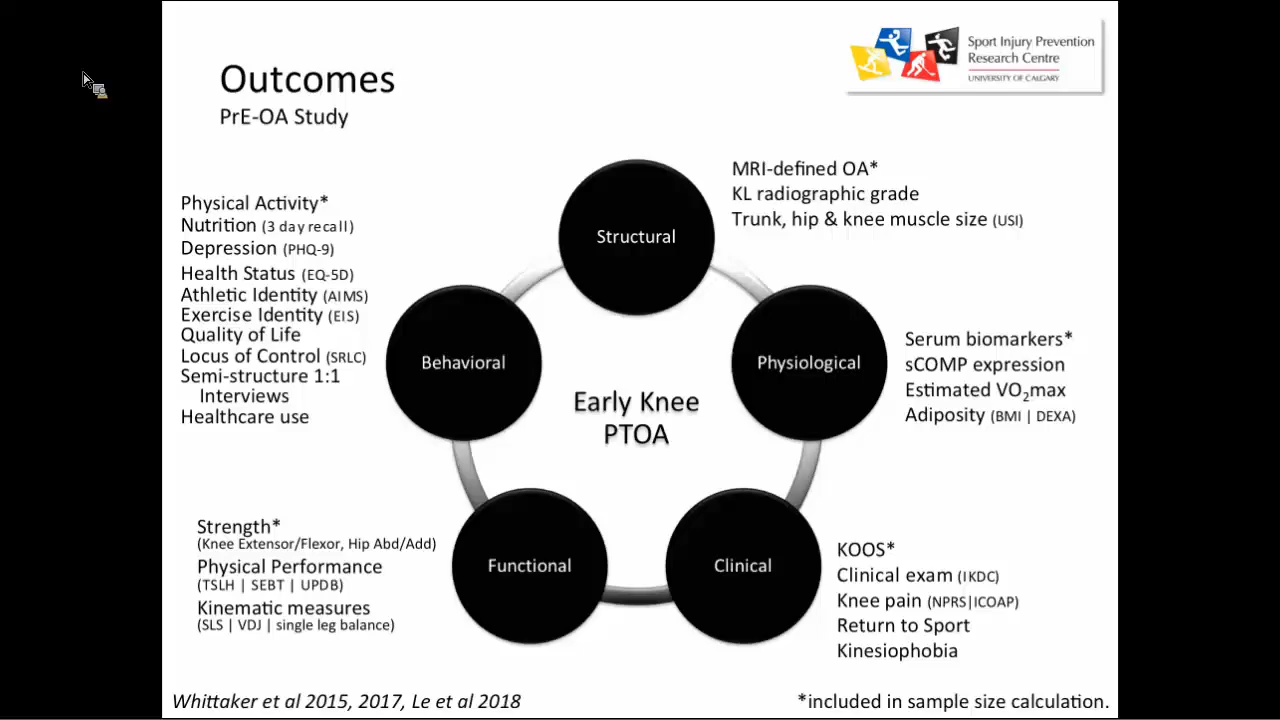 Outcomes
PrE-OA Study
Sport Injury Prevention
Research Centre
UNIVERSITY OF CALGARY
Structural
MRI-defined OA*
KL radiographic grade
Trunk, hip & knee muscle size (USI)
Physical Activity*
Nutrition (3 day recall)
Depression (PHQ-9)
Health Status (EQ-5D)
Athletic Identity (AIMS)
Exercise Identity (EIS)
Quality of Life
Locus of Control (SRLC)
Semi-structure 1:1
Interviews
Healthcare use
Behavioral
Physiological
Serum biomarkers*
sCOMP expression
Estimated VO2max
Adiposity (BMI | DEXA)
Early Knee
PTOA
Strength*
(Knee Extensor/Flexor, Hip Abd/Add)
Physical Performance
(TSLH | SEBT | UPDB)
Kinematic measures
(SLS | VDJ | single leg balance)
Functional
Clinical
KOOS*
Clinical exam (IKDC)
Knee pain (NPRS|ICOAP)
Return to Sport
Kinesiophobia
Whittaker et al 2015, 2017, Le et al 2018
*included in sample size calculation.